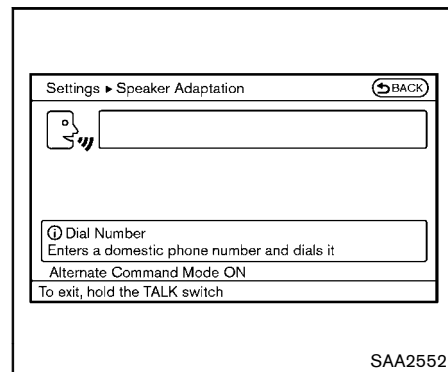 Settings ▸ Speaker Adaptation
BACK
Dial Number
Enters a domestic phone number and dials it
Alternate Command Mode ON
To exit, hold the TALK switch
SAA2552